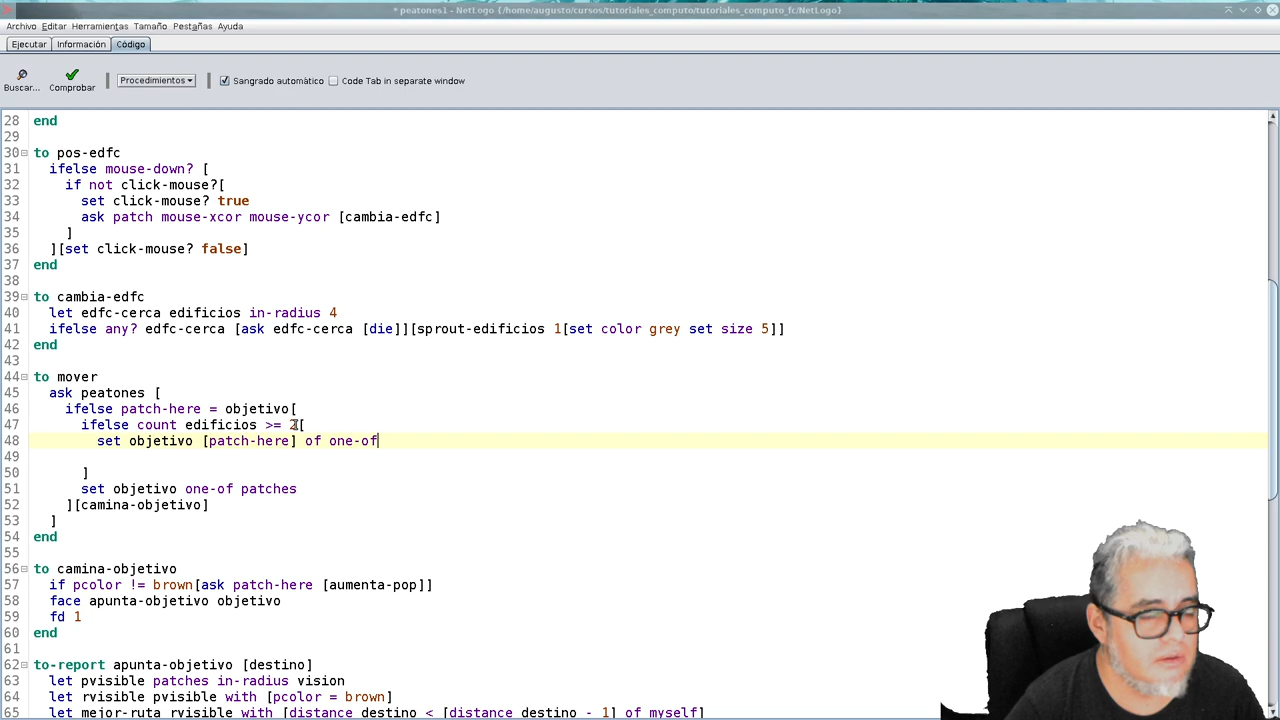 * peatones1 - NetLogo {/home/augusto/cursos/tutoriales_computo/tutoriales_computo_fc/NetLogo}
Archivo Editar Herramientas Tamaño Pestañas Ayuda
Ejecutar Información Código
Buscar... Comprobar Procedimientos Sangrado automático Code Tab in separate window
28 end
29
30 to pos-edfc
31 ifelse mouse-down? [
32 if not click-mouse?[
33 set click-mouse? true
34 ask patch mouse-xcor mouse-ycor [cambia-edfc]
35 ]
36 ][set click-mouse? false]
37 end
38
39 to cambia-edfc
40 let edfc-cerca edificios in-radius 4
41 ifelse any? edfc-cerca [ask edfc-cerca [die]][sprout-edificios 1[set color grey set size 5]]
42 end
43
44 to mover
45 ask peatones [
46 ifelse patch-here = objetivo[
47 ifelse count edificios >= 2[
48 set objetivo [patch-here] of one-of
49
50 ]
51 set objetivo one-of patches
52 ][camina-objetivo]
53 ]
54 end
55
56 to camina-objetivo
57 if pcolor != brown[ask patch-here [aumenta-pop]]
58 face apunta-objetivo objetivo
59 fd 1
60 end
61
62 to-report apunta-objetivo [destino]
63 let pvisible patches in-radius vision
64 let rvisible pvisible with [pcolor = brown]
65 let mejor-ruta rvisible with [distance destino < [distance destino - 1] of myself]